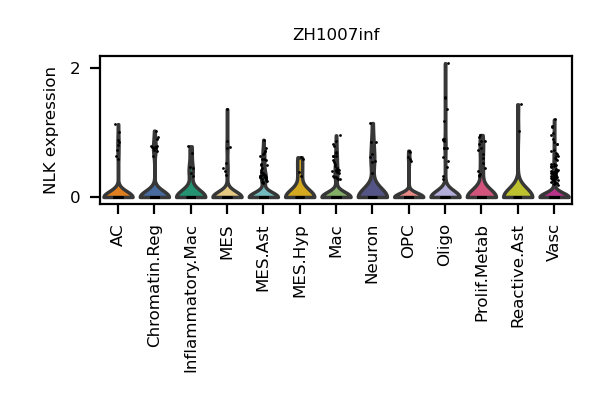 ZH1007inf
NLK expression
2
0
AC
Chromatin.Reg
Inflammatory.Mac
MES
MES.Ast
MES.Hyp
Mac
Neuron
OPC
Oligo
Prolif.Metab
Reactive.Ast
Vasc